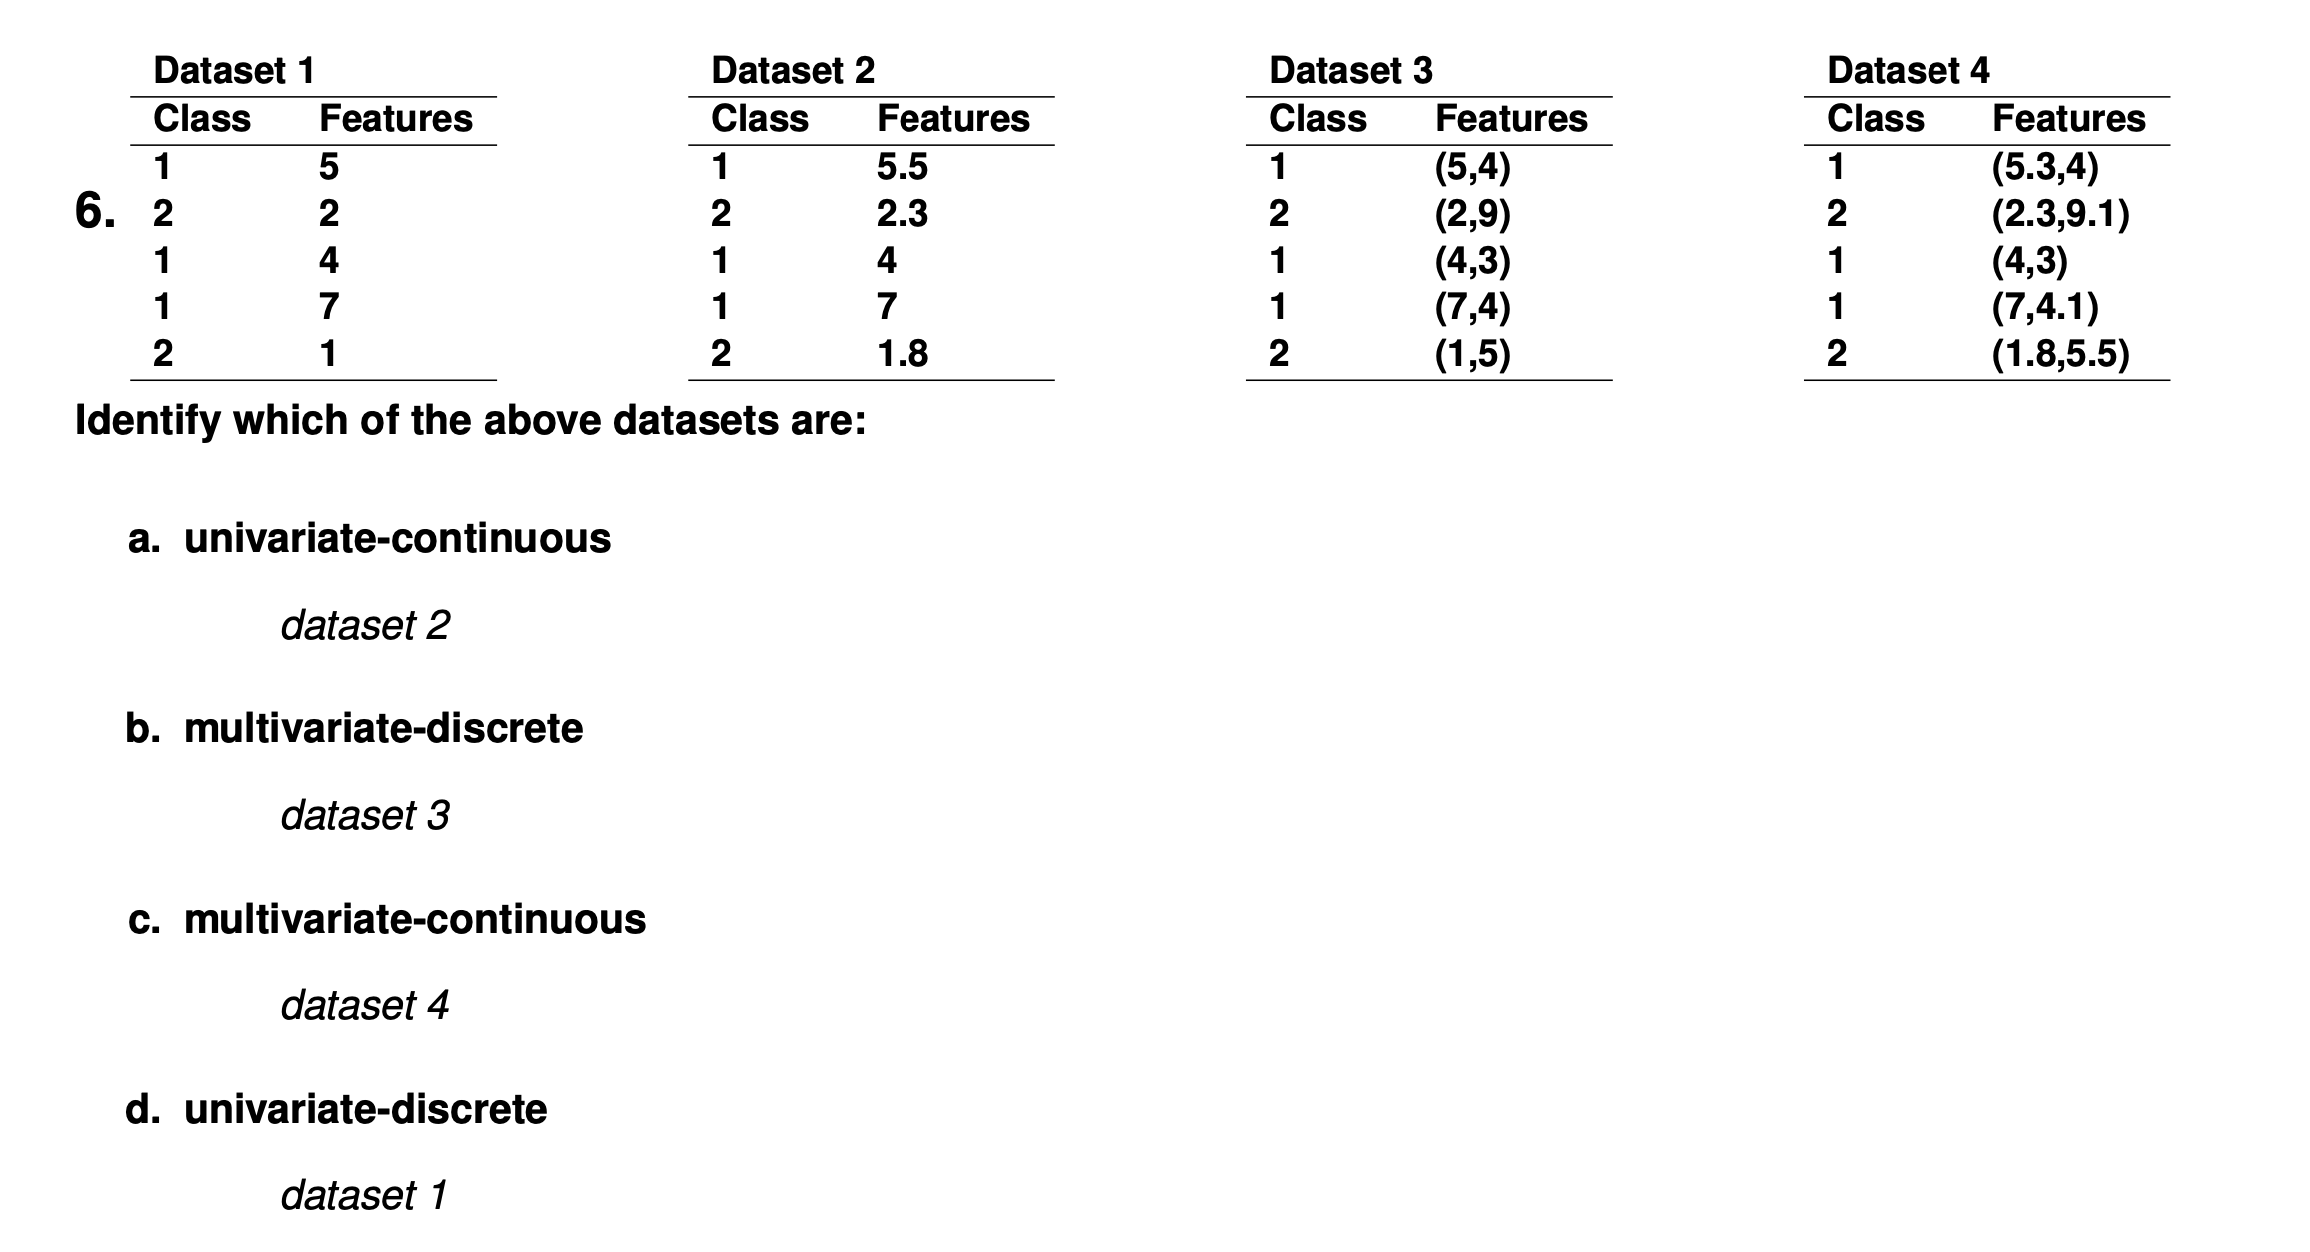 Dataset 1 Dataset 2 Dataset 3 Dataset 4
Class Features Class Features Class Features Class Features
1 5 1 5.5 1 (5,4) 1 (5.3,4)
6. 2 2 2 2.3 2 (2,9) 2 (2.3,9.1)
1 4 1 4 1 (4,3) 1 (4,3)
1 7 1 7 1 (7,4) 1 (7,4.1)
2 1 2 1.8 2 (1,5) 2 (1.8,5.5)
Identify which of the above datasets are:
a. univariate-continuous
dataset 2
b. multivariate-discrete
dataset 3
c. multivariate-continuous
dataset 4
d. univariate-discrete
dataset 1